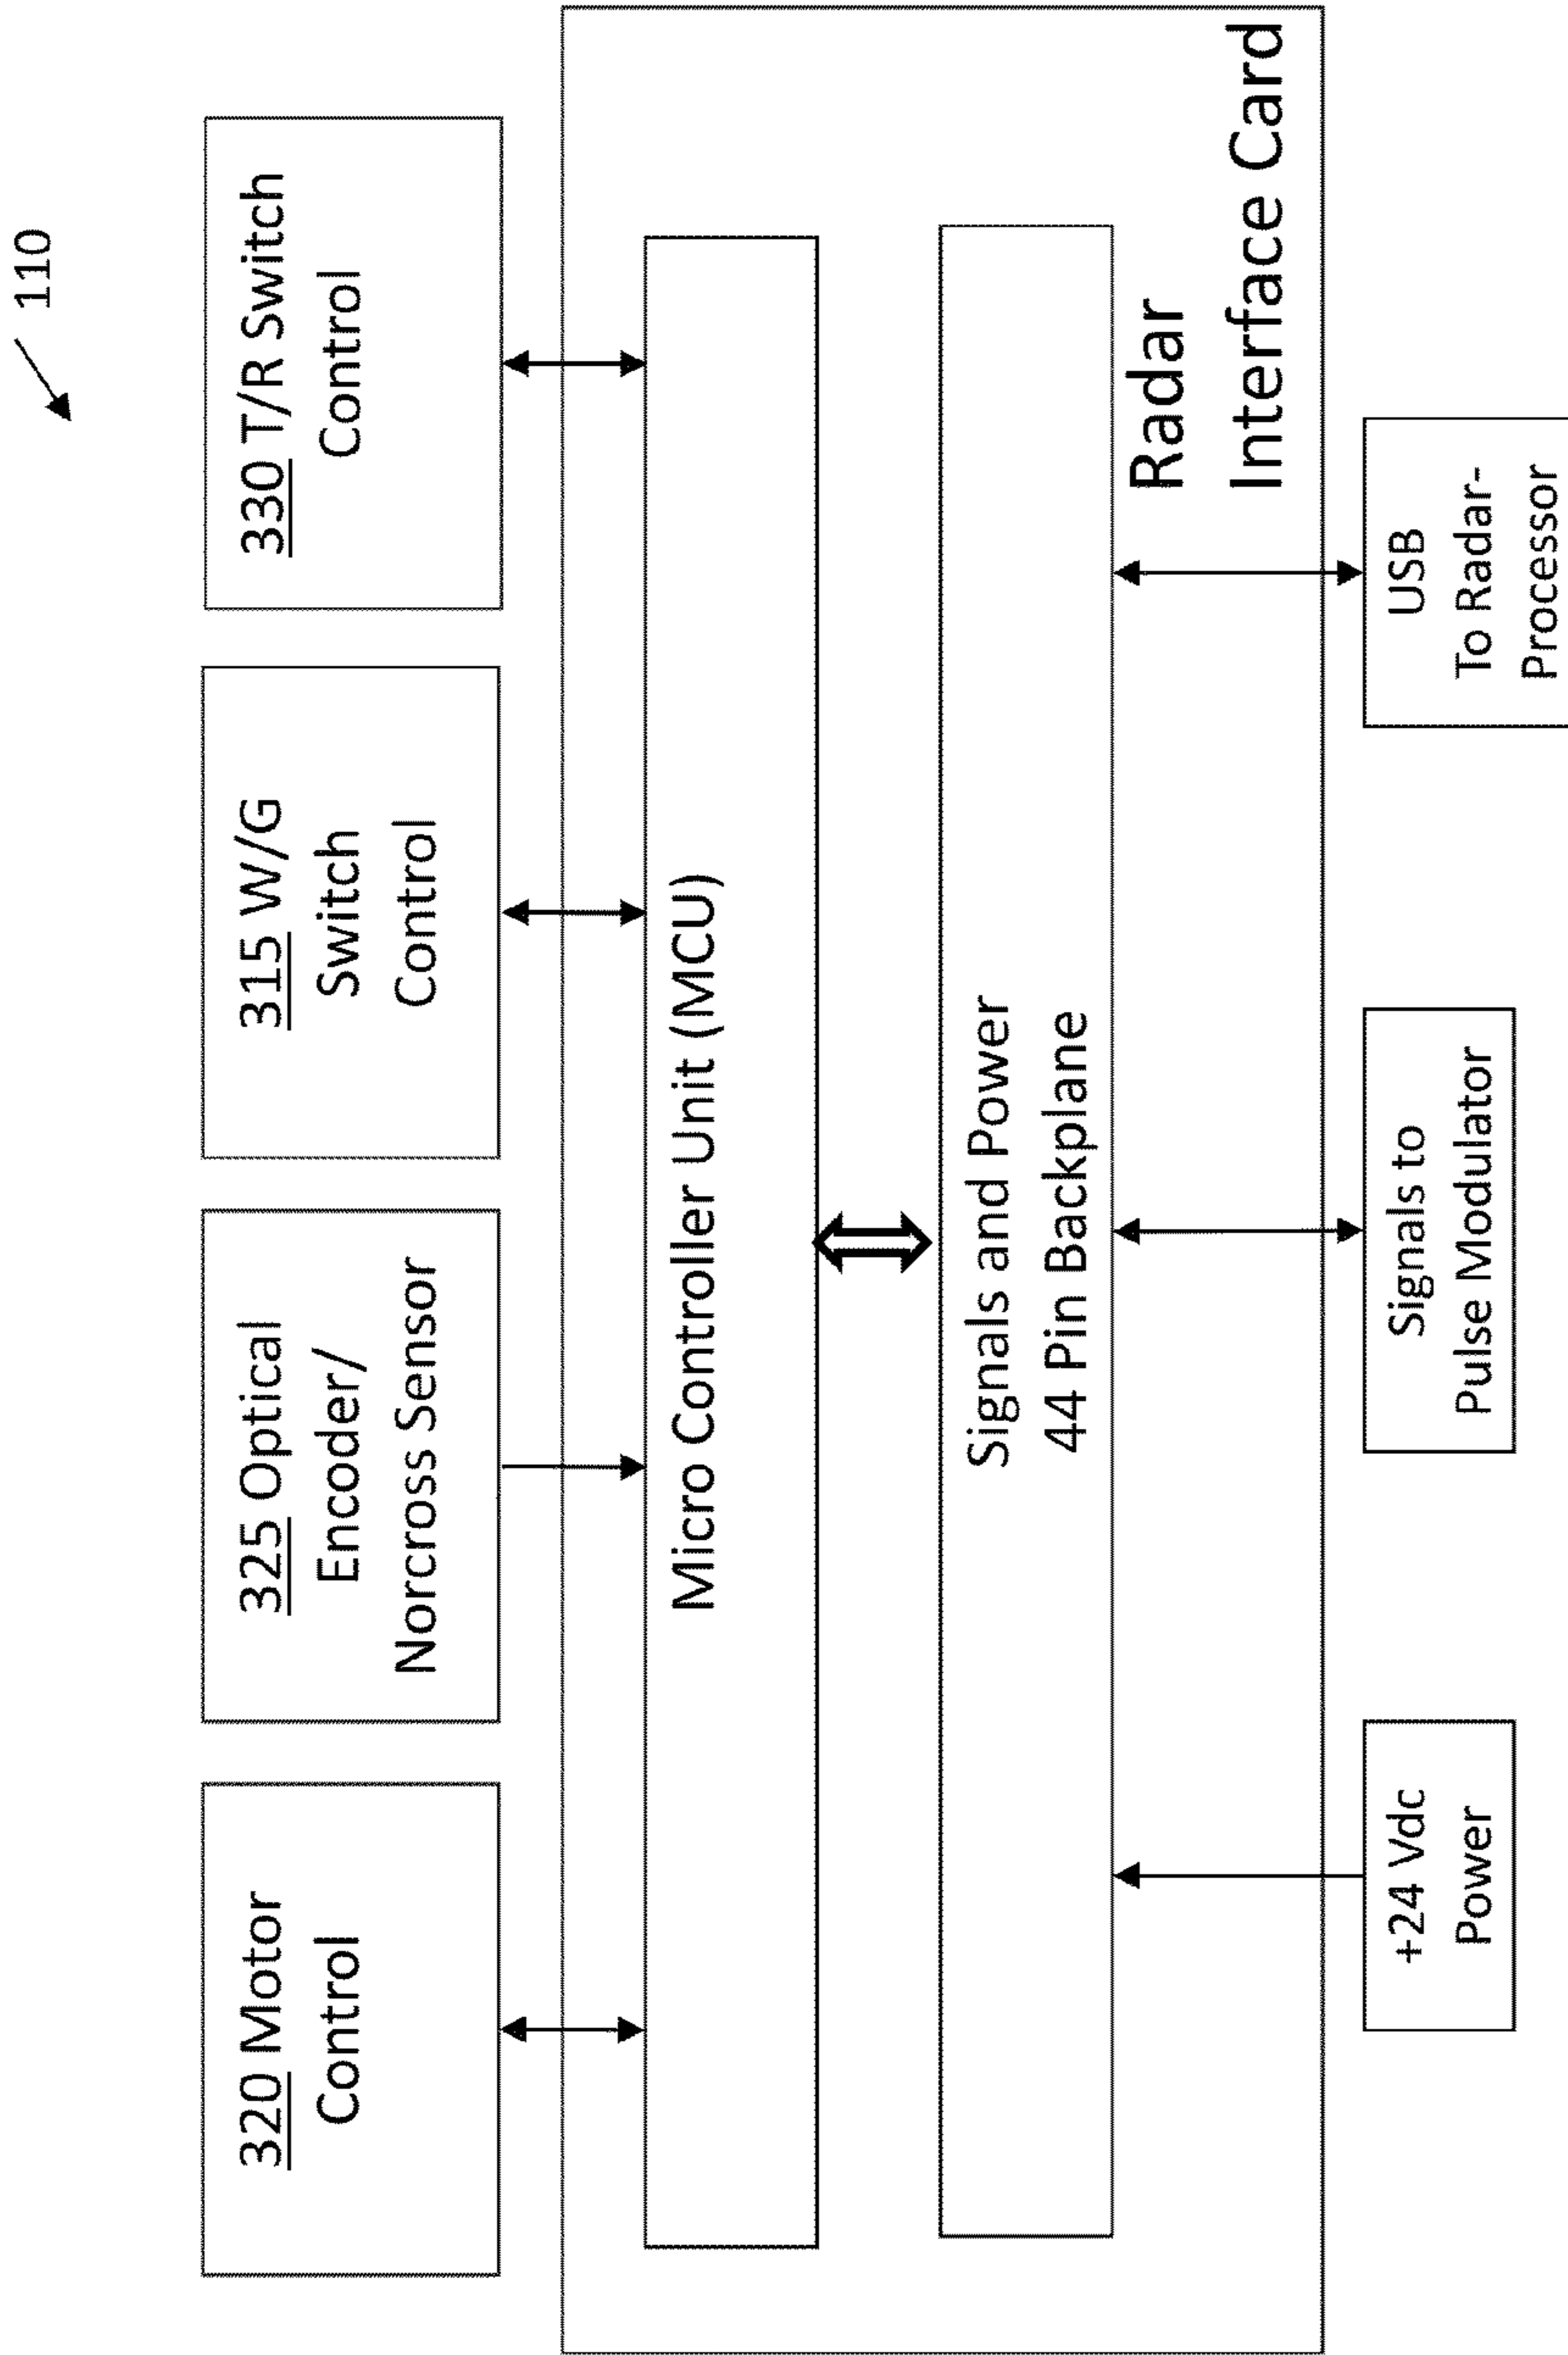 110
320 Motor
Control
325 Optical
Encoder/
Norcross Sensor
315 W/G
Switch
Control
330 T/R Switch
Control
Micro Controller Unit (MCU)
Signals and Power
44 Pin Backplane
Radar
Interface Card
+24 Vdc
Power
Signals to
Pulse Modulator
USB
To Radar-
Processor